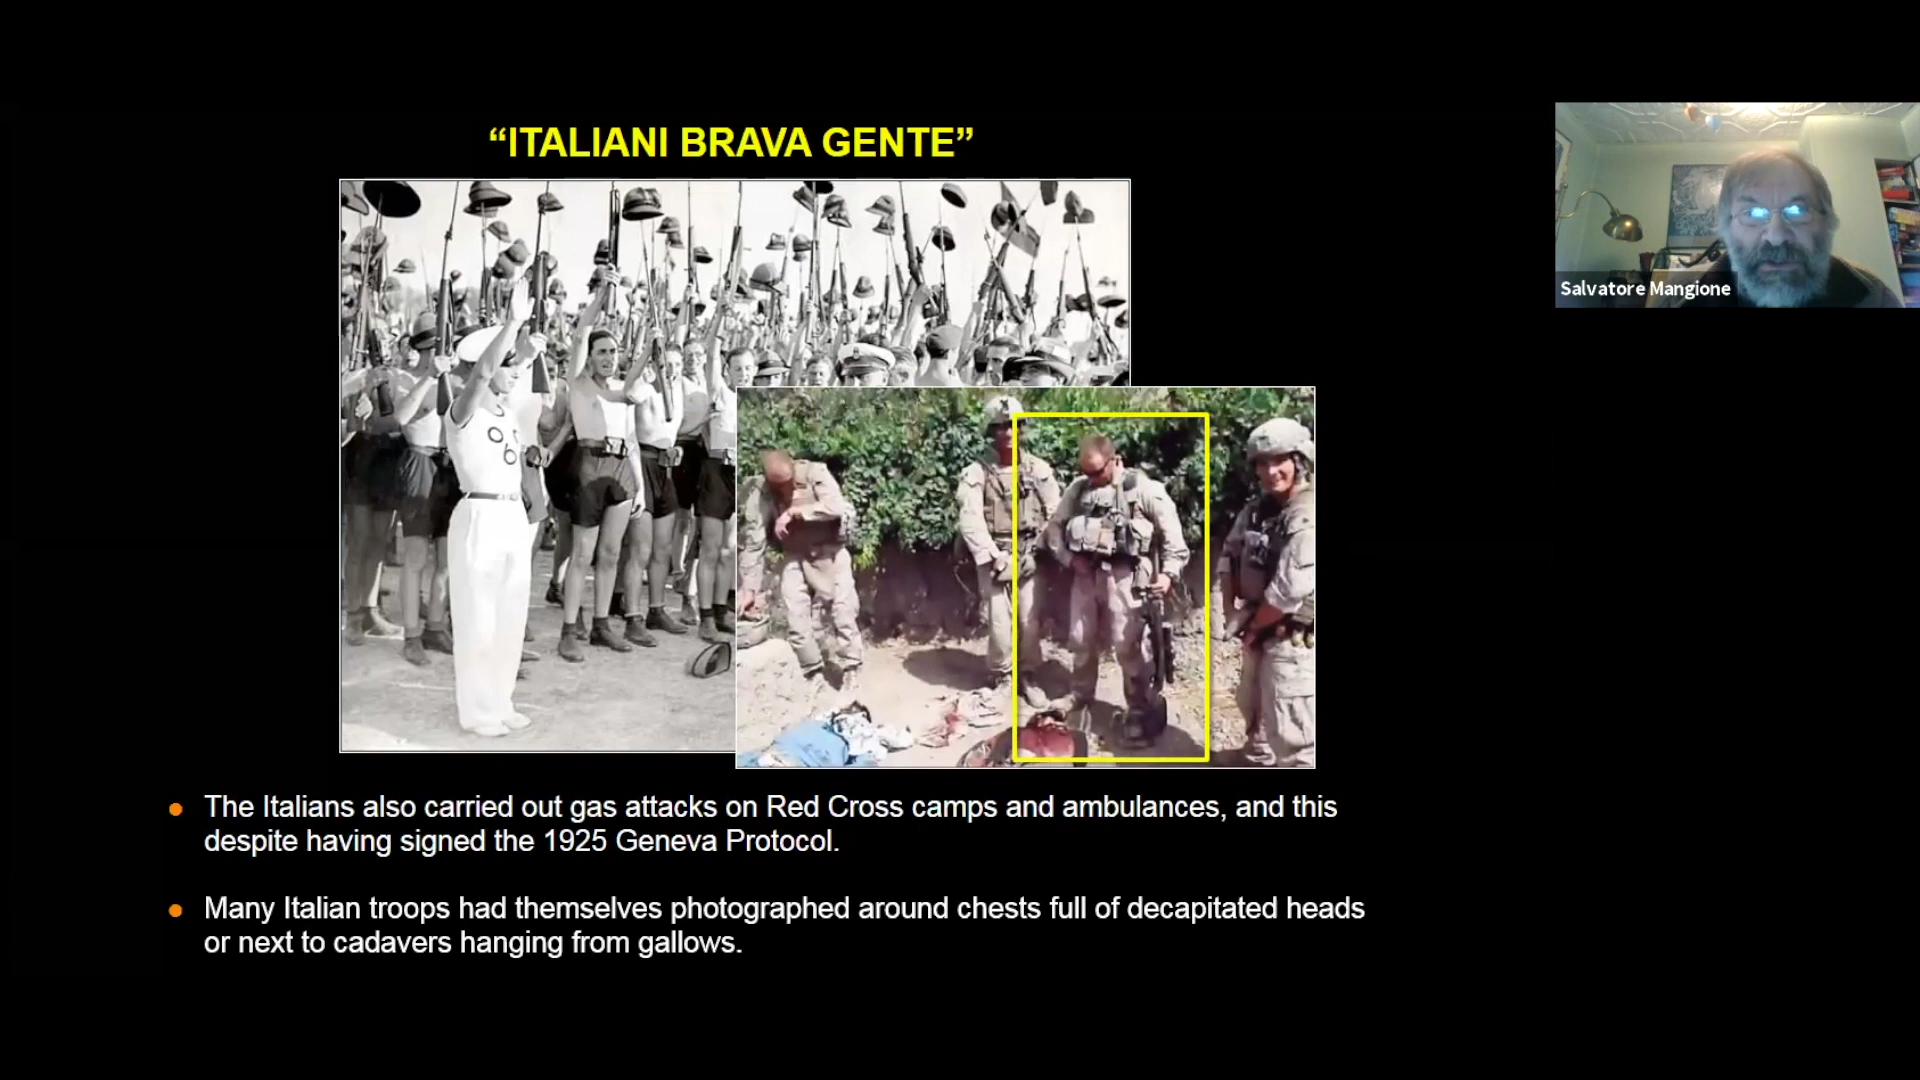 “ITALIANI BRAVA GENTE”
Salvatore Mangione
The Italians also carried out gas attacks on Red Cross camps and ambulances, and this
despite having signed the 1925 Geneva Protocol.
Many Italian troops had themselves photographed around chests full of decapitated heads
or next to cadavers hanging from gallows.